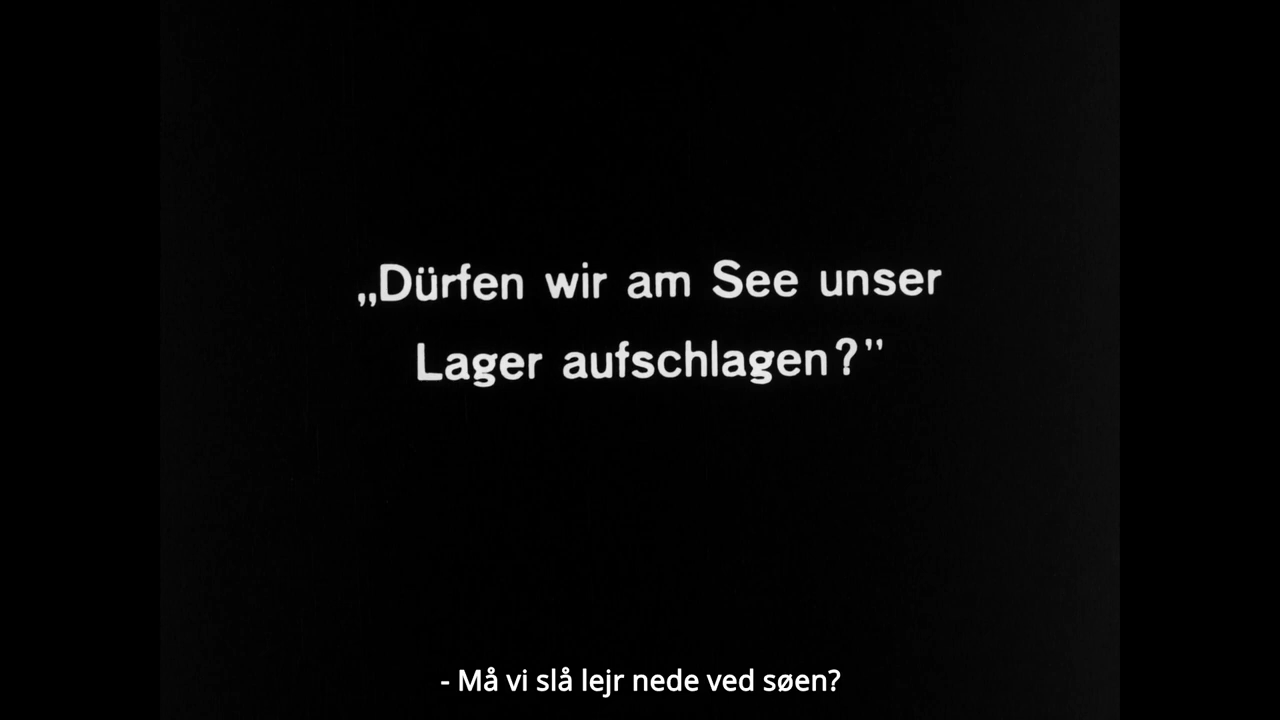 „Dürfen wir am See unser
Lager aufschlagen?”
- Må vi slå lejr nede ved søen?